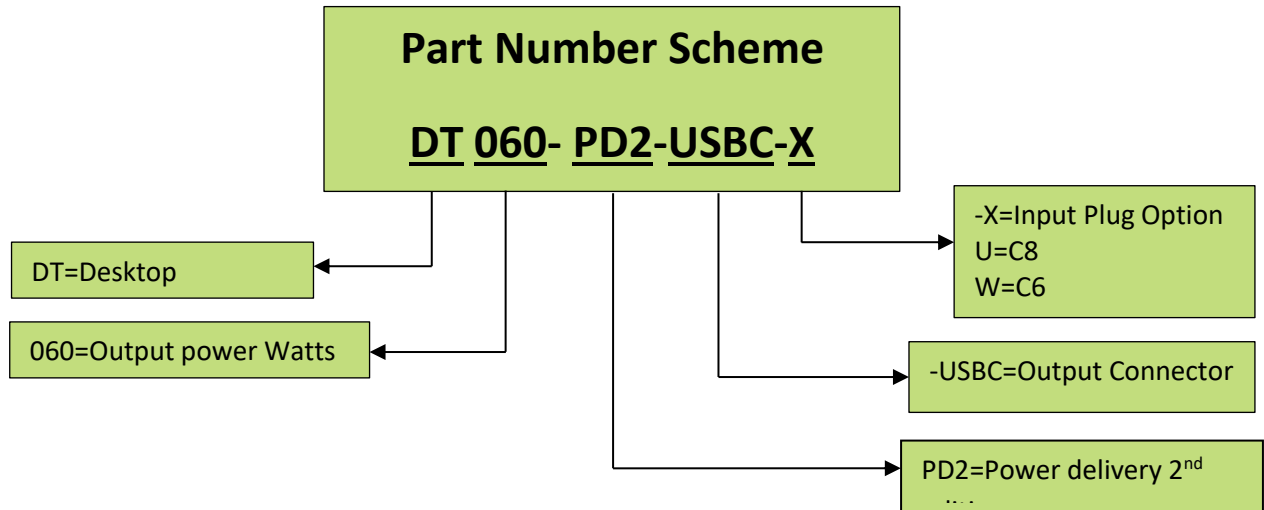 Part Number Scheme
DT 060- PD2-USBC-X
-X=Input Plug Option
U=C8
W=C6
DT=Desktop
060=Output power Watts
-USBC=Output Connector
PD2=Power delivery 2nd